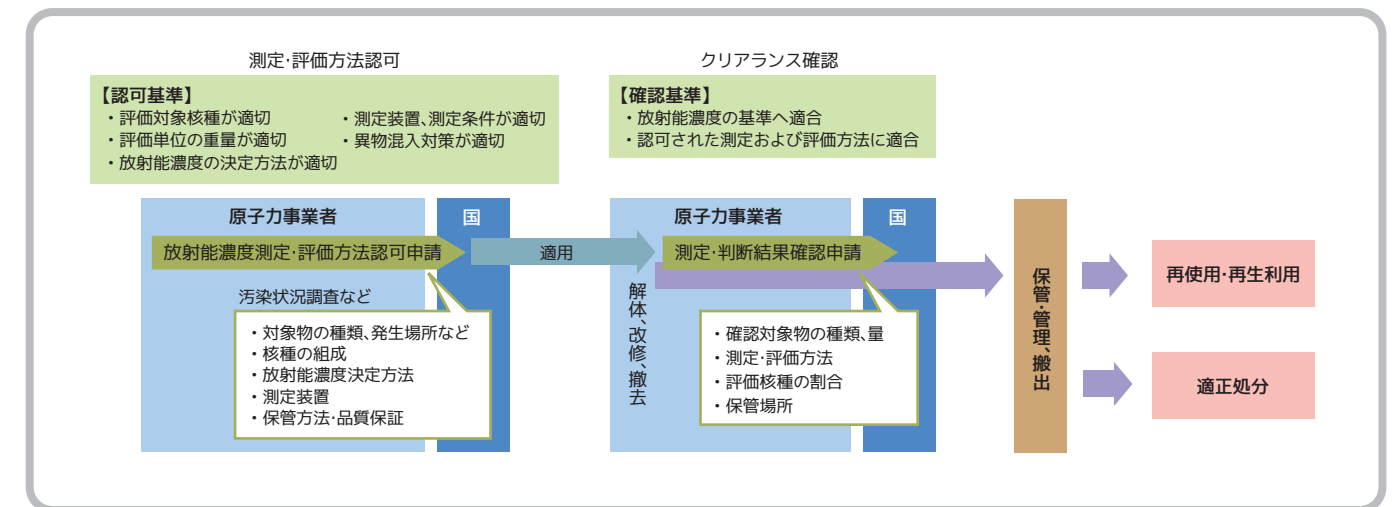 測定・評価方法認可
【認可基準】
・評価対象核種が適切
・評価単位の重量が適切
・放射能濃度の決定方法が適切
・測定装置、測定条件が適切
・異物混入対策が適切
クリアランス確認
【確認基準】
・放射能濃度の基準へ適合
・認可された測定および評価方法に適合
原子力事業者
国
放射能濃度測定・評価方法認可申請
汚染状況調査など
・対象物の種類、発生場所など
・核種の組成
・放射能濃度決定方法
・測定装置
・保管方法・品質保証
適用
原子力事業者
国
測定・判断結果確認申請
解体、改修、撤去
・確認対象物の種類、量
・測定・評価方法
・評価核種の割合
・保管場所
保管・管理、搬出
再使用・再生利用
適正処分